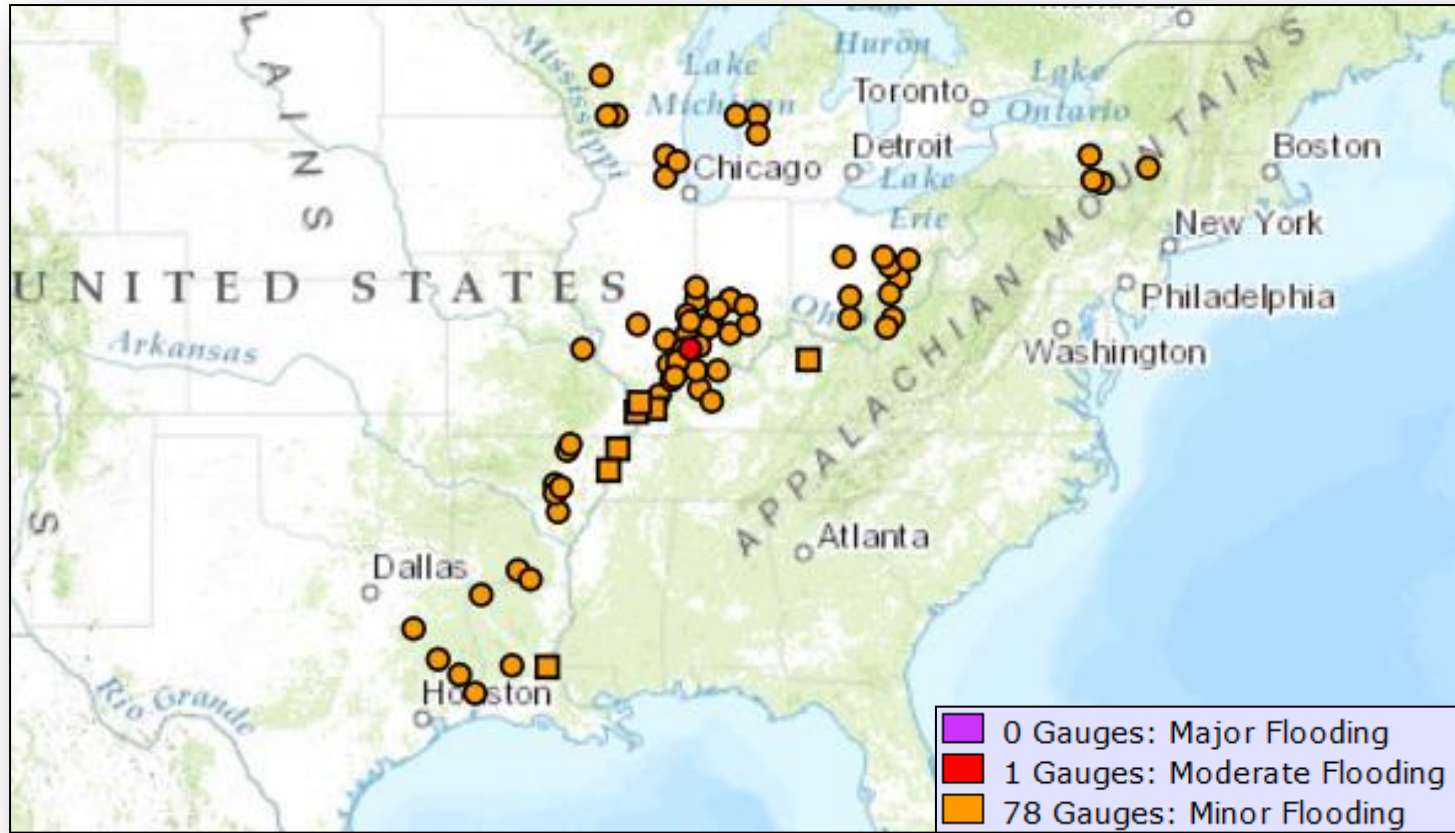 PLAINS
Mississippi
Lake
Michigan
Huron
Toronto
Lake
Ontario
Detroit
Boston
Chicago
Lake
Erie
New York
UNITED STATES
Ohio
Philadelphia
Arkansas
Washington
APPALACHIAN MOUNTAINS
Atlanta
Dallas
Houston
Rio Grande
0 Gauges: Major Flooding
1 Gauges: Moderate Flooding
78 Gauges: Minor Flooding